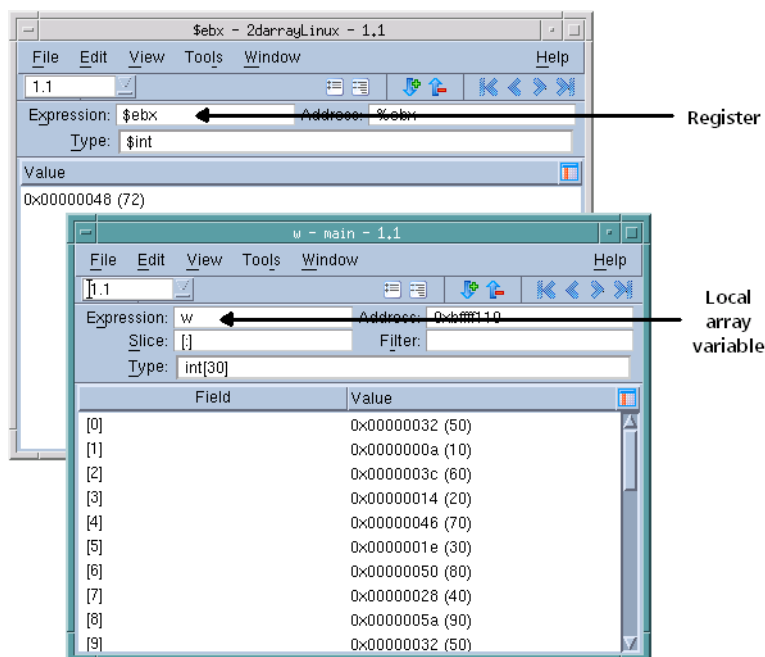 $ebx - 2darrayLinux - 1.1
File Edit View Tools Window Help
1.1
Expression: $ebx Address: %ebx
Type: $int
Value
0x00000048 (72)
Register
w - main - 1.1
File Edit View Tools Window Help
1.1
Expression: w Address: 0xbffff110
Slice: [:] Filter:
Type: int[30]
Field Value
[0] 0x00000032 (50)
[1] 0x0000000a (10)
[2] 0x0000003c (60)
[3] 0x00000014 (20)
[4] 0x00000046 (70)
[5] 0x0000001e (30)
[6] 0x00000050 (80)
[7] 0x00000028 (40)
[8] 0x0000005a (90)
[9] 0x00000032 (50)
Local
array
variable